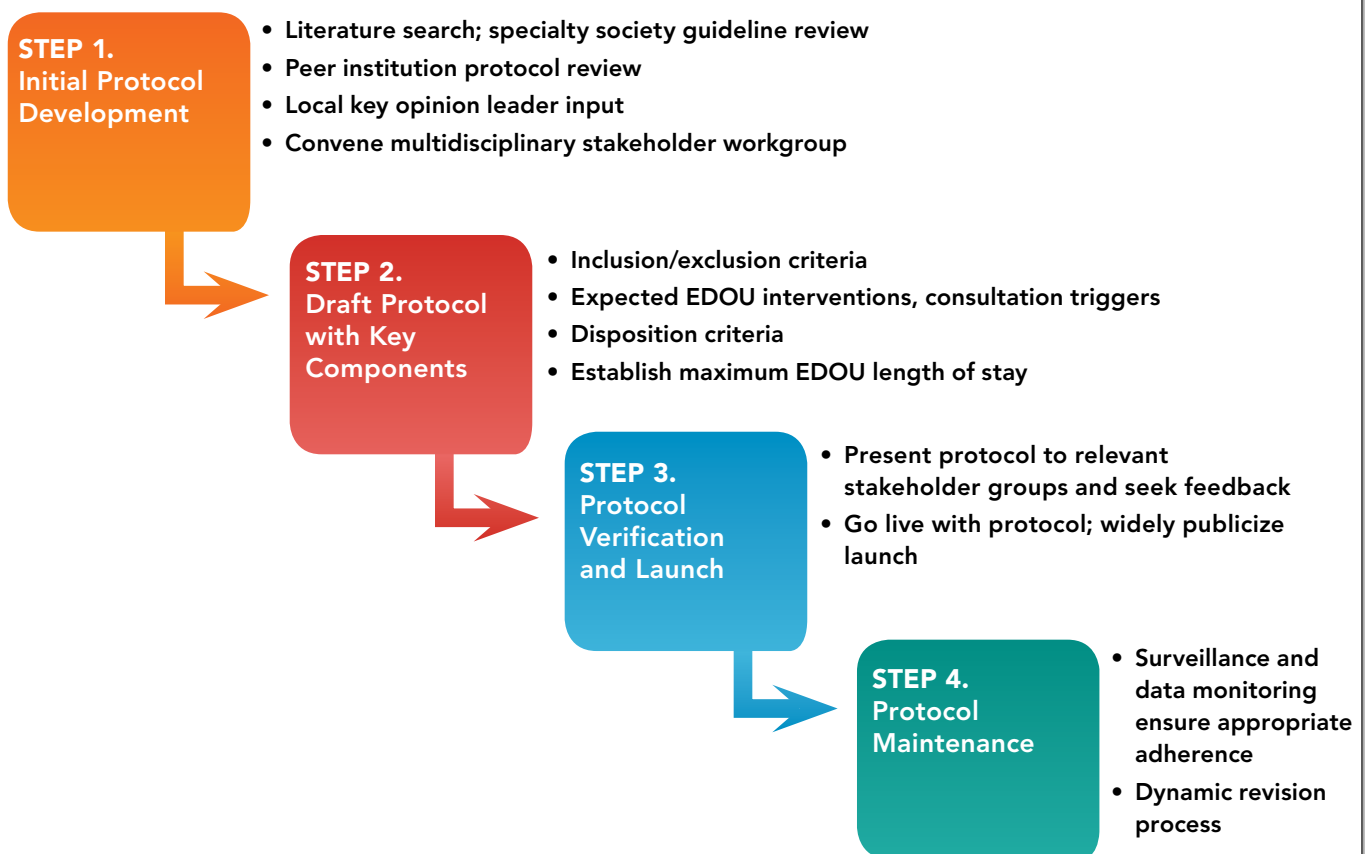 STEP 1.
Initial Protocol
Development
• Literature search; specialty society guideline review
• Peer institution protocol review
• Local key opinion leader input
• Convene multidisciplinary stakeholder workgroup
STEP 2.
Draft Protocol
with Key
Components
• Inclusion/exclusion criteria
• Expected EDOU interventions, consultation triggers
• Disposition criteria
• Establish maximum EDOU length of stay
STEP 3.
Protocol
Verification
and Launch
• Present protocol to relevant
stakeholder groups and seek feedback
• Go live with protocol; widely publicize
launch
STEP 4.
Protocol
Maintenance
• Surveillance and
data monitoring
ensure appropriate
adherence
• Dynamic revision
process